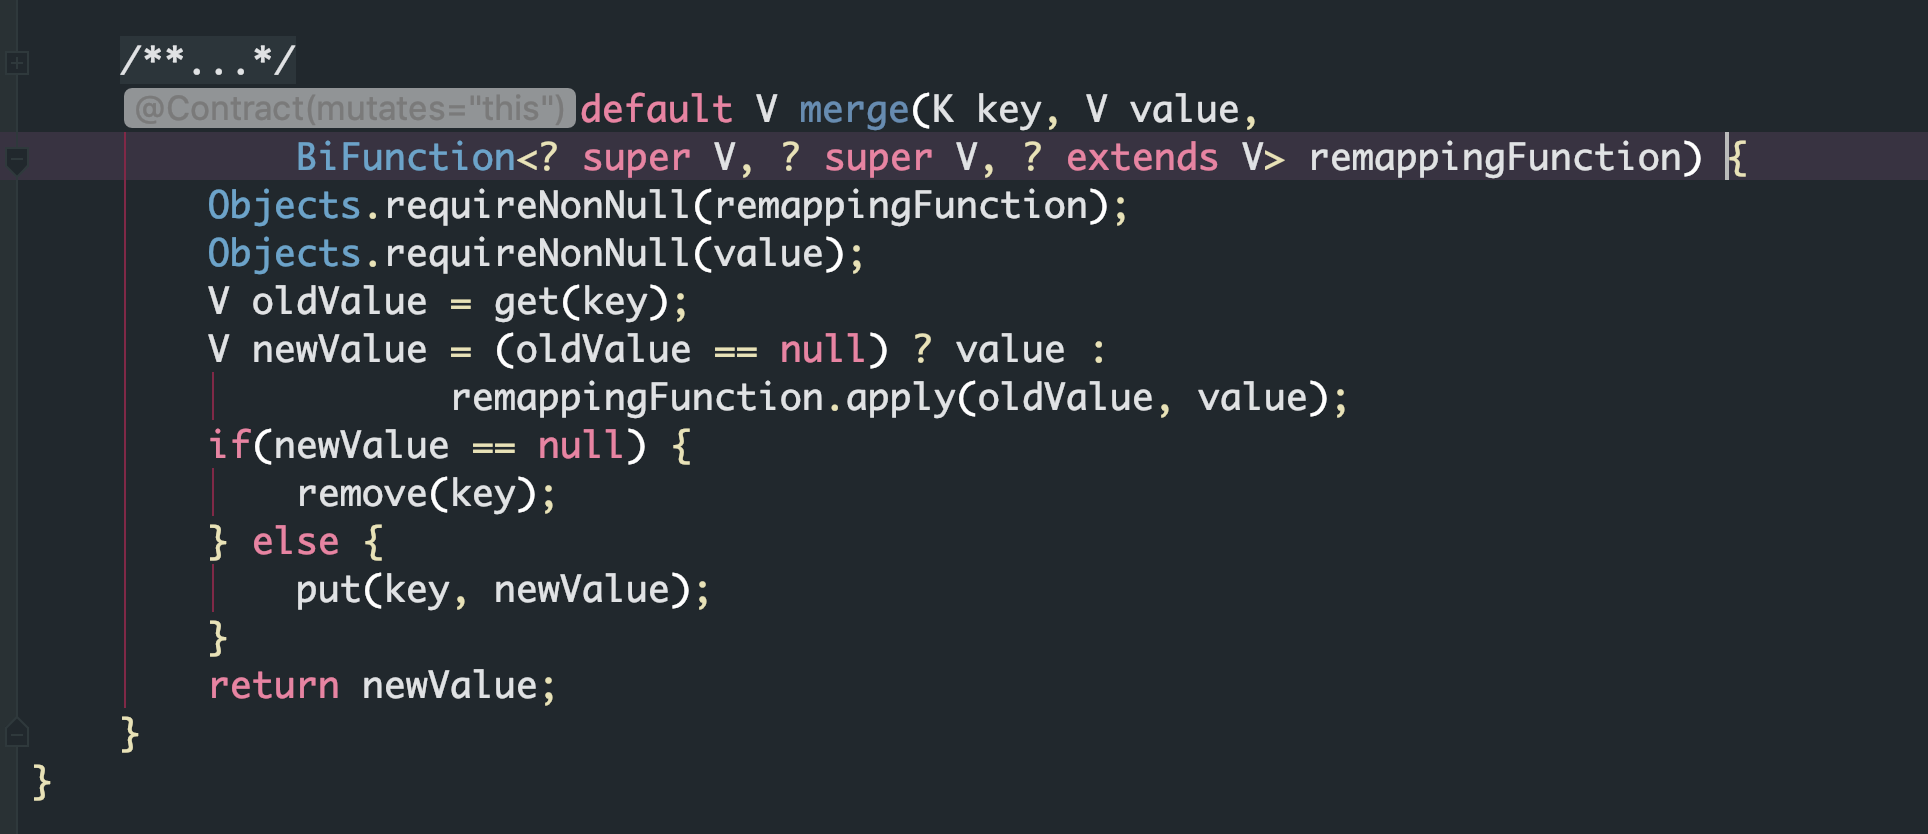 /**...*/
@Contract(mutates="this") default V merge(K key, V value,
BiFunction<? super V, ? super V, ? extends V> remappingFunction) {
Objects.requireNonNull(remappingFunction);
Objects.requireNonNull(value);
V oldValue = get(key);
V newValue = (oldValue == null) ? value :
remappingFunction.apply(oldValue, value);
if(newValue == null) {
remove(key);
} else {
put(key, newValue);
}
return newValue;
}
}